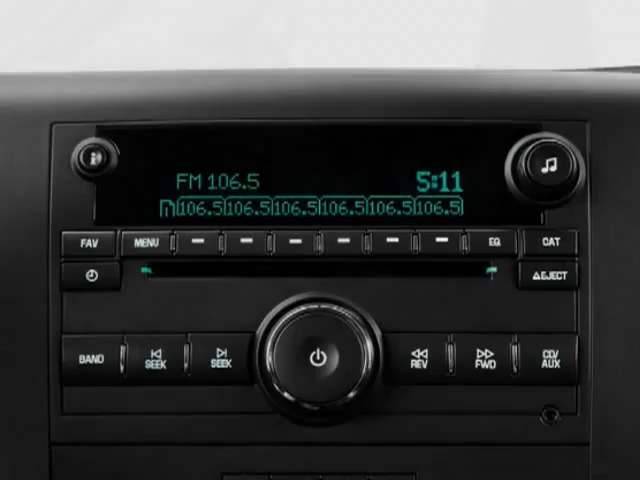 FM 106.5 5:11
106.5 106.5 106.5 106.5 106.5 106.5
FAV MENU EQ CAT
EJECT
BAND SEEK SEEK REV FWD CD/AUX